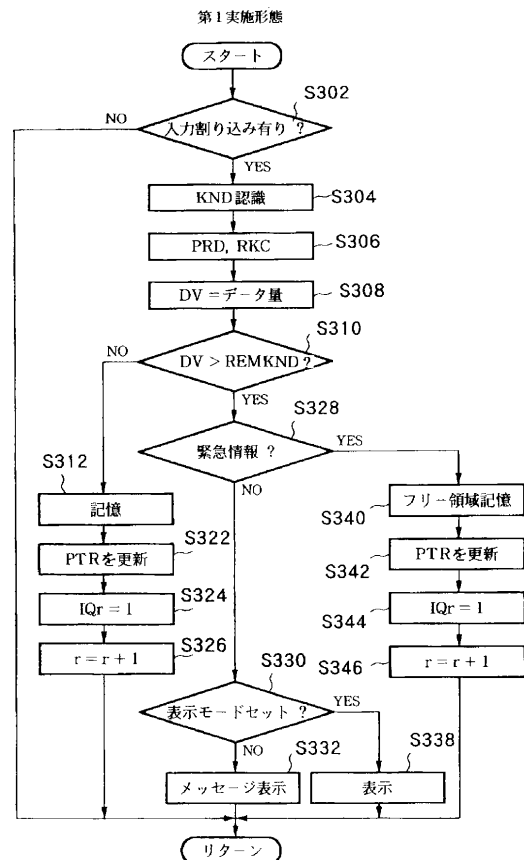 第1実施形態
スタート
S302
入力割り込み有り?
NO
YES
KND認識
S304
PRD, RKC
S306
DV=データ量
S308
S310
DV > REMKND?
NO
YES
S328
緊急情報?
YES
NO
S312
記憶
PTRを更新
S322
IQr = 1
S324
r = r + 1
S326
フリー領域記憶
S340
PTRを更新
S342
IQr = 1
S344
r = r + 1
S346
S330
表示モードセット?
YES
NO
S332
メッセージ表示
S338
表示
リターン